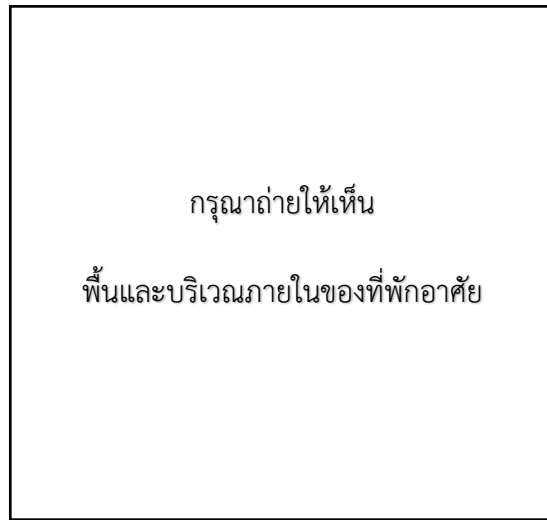 กรุณาถ่ายให้เห็น
พื้นและบริเวณภายในของที่พักอาศัย